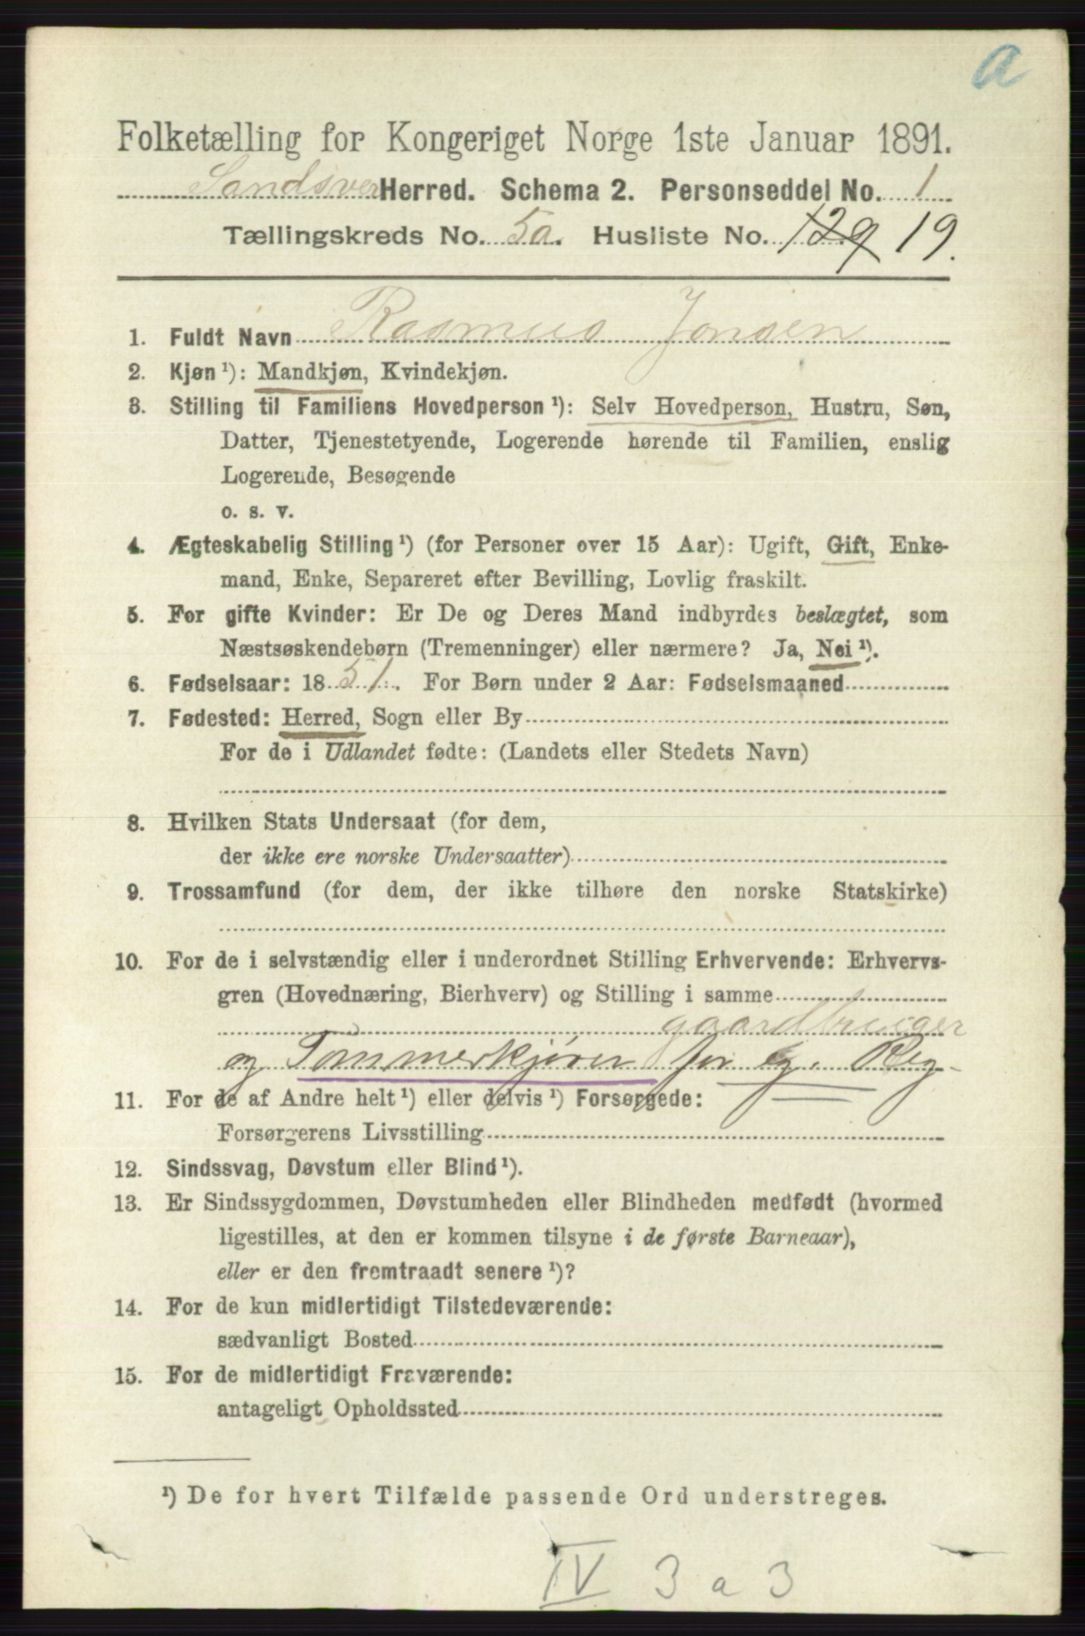 a
Folketælling for Kongeriget Norge 1ste Januar 1891.
Sandsver Herred. Schema 2. Personseddel No. 1
Tællingskreds No. 5a. Husliste No. 129 19.
1. Fuldt Navn Rasmus Jonsen
2. Kjøn ¹): Mandkjøn, Kvindekjøn.
3. Stilling til Familiens Hovedperson ¹): Selv Hovedperson, Hustru, Søn,
Datter, Tjenestetyende, Logerende hørende til Familien, enslig
Logerende, Besøgende
o. s. v.
4. Ægteskabelig Stilling ¹) (for Personer over 15 Aar): Ugift, Gift, Enke-
mand, Enke, Separeret efter Bevilling, Lovlig fraskilt.
5. For gifte Kvinder: Er De og Deres Mand indbyrdes beslægtet, som
Næstsøskendebørn (Tremenninger) eller nærmere? Ja, Nei ¹).
6. Fødselsaar: 1851. For Børn under 2 Aar: Fødselsmaaned
7. Fødested: Herred, Sogn eller By
For de i Udlandet fødte: (Landets eller Stedets Navn)
8. Hvilken Stats Undersaat (for dem,
der ikke ere norske Undersaatter)
9. Trossamfund (for dem, der ikke tilhøre den norske Statskirke)
10. For de i selvstændig eller i underordnet Stilling Erhvervende: Erhvervs-
gren (Hovednæring, Bierhverv) og Stilling i samme
gaardbruger
og Tømmerkjører for eg. Reg.
11. For de af Andre helt ¹) eller delvis ¹) Forsørgede:
Forsørgerens Livsstilling
12. Sindssvag, Døvstum eller Blind ¹).
13. Er Sindssygdommen, Døvstumheden eller Blindheden medfødt (hvormed
ligestilles, at den er kommen tilsyne i de første Barneaar),
eller er den fremtraadt senere ¹)?
14. For de kun midlertidigt Tilstedeværende:
sædvanligt Bosted
15. For de midlertidigt Fraværende:
antageligt Opholdssted
¹) De for hvert Tilfælde passende Ord understreges.
IV 3 a 3